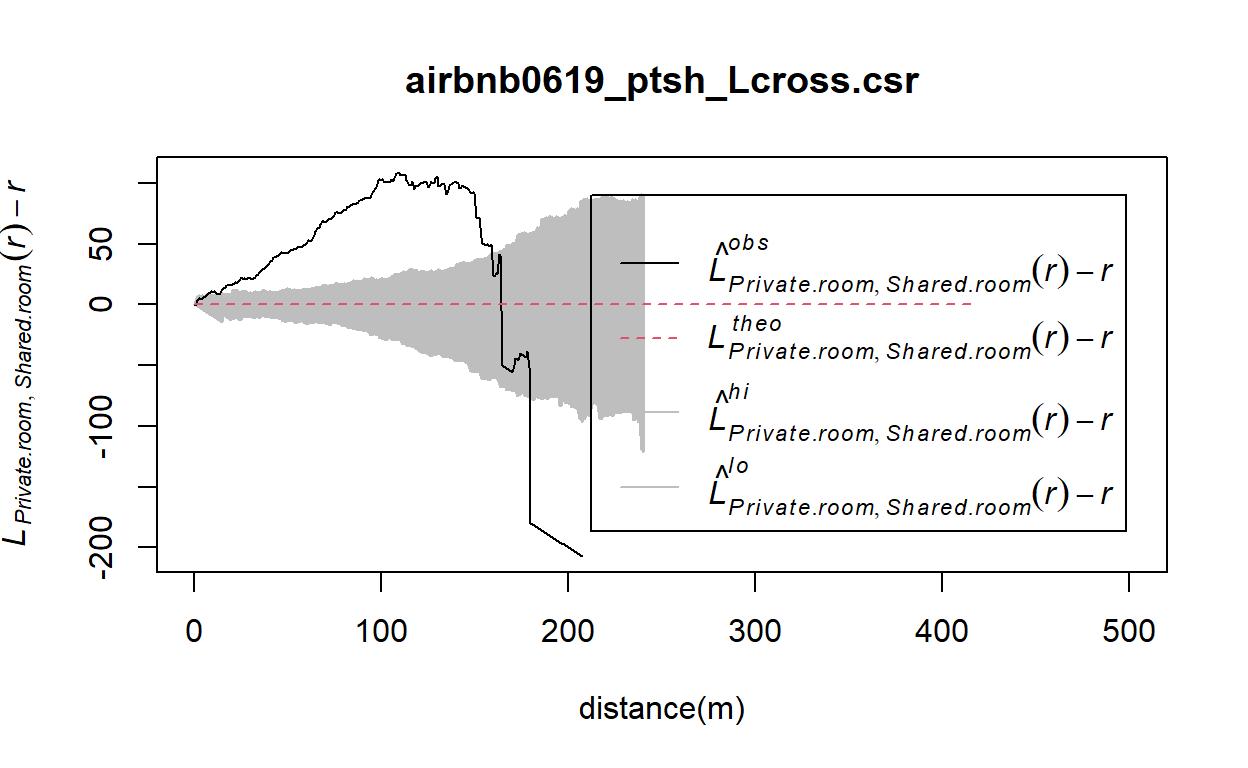 airbnb0619_ptsh_Lcross.csr
L Private.room, Shared.room(r) − r
50
0
-100
-200
L̂ obs Private.room, Shared.room(r) − r
L theo Private.room, Shared.room(r) − r
L̂ hi Private.room, Shared.room(r) − r
L̂ lo Private.room, Shared.room(r) − r
0 100 200 300 400 500
distance(m)